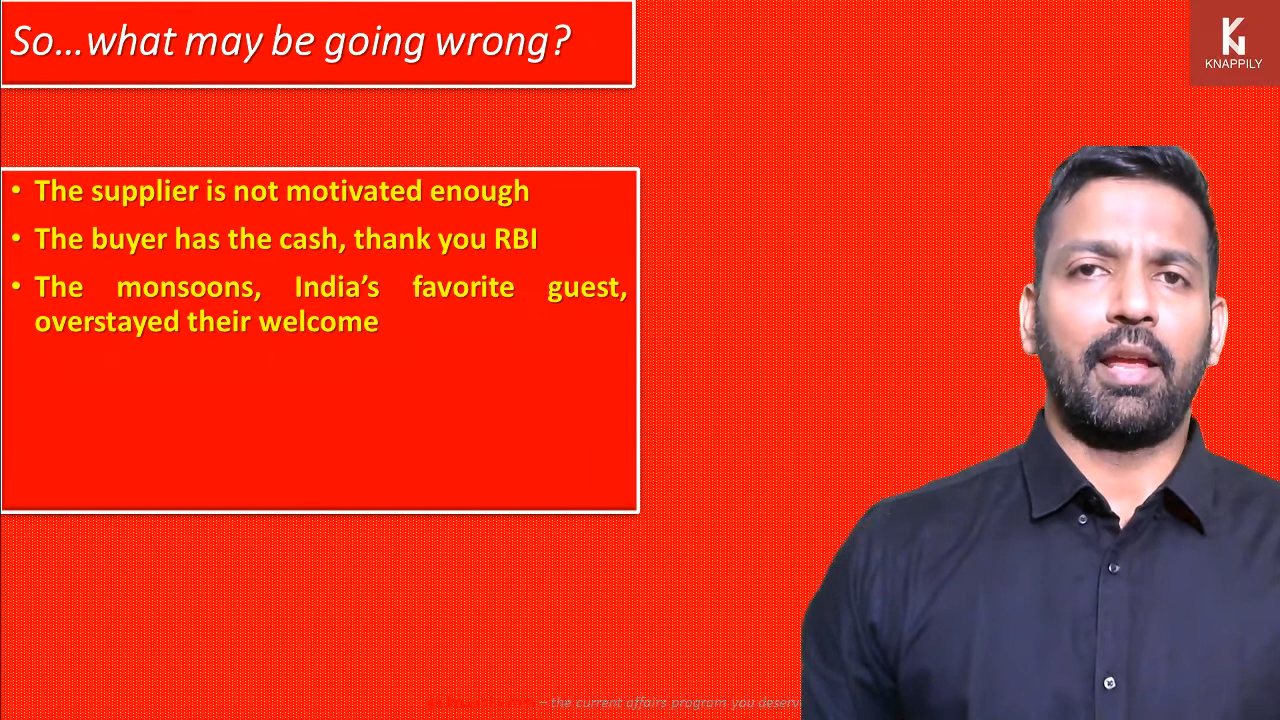 So...what may be going wrong?
KNAPPILY
• The supplier is not motivated enough
• The buyer has the cash, thank you RBI
• The monsoons, India's favorite guest,
overstayed their welcome
– the current affairs program you